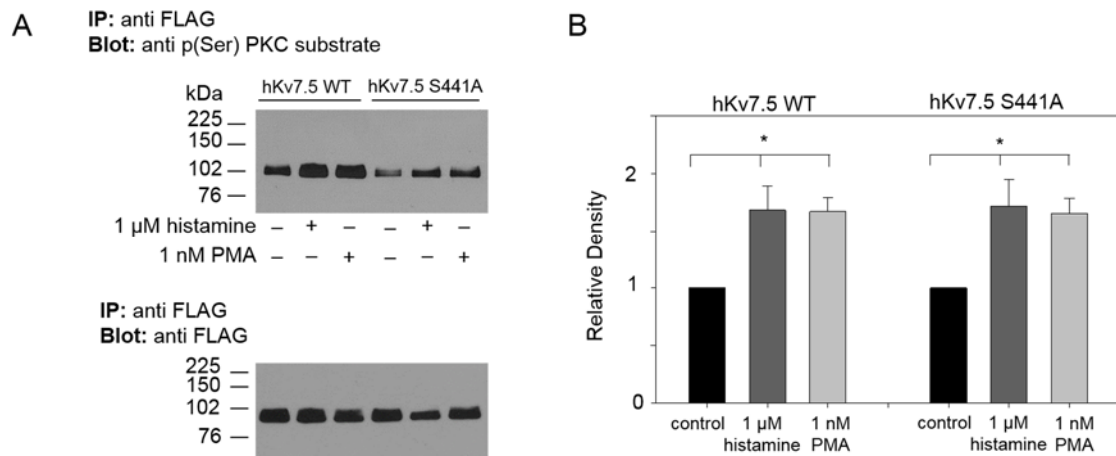 A
IP: anti FLAG
Blot: anti p(Ser) PKC substrate
hKv7.5 WT hKv7.5 S441A
kDa
225
150
102
76
1 µM histamine – + – – + –
1 nM PMA – – + – – +
IP: anti FLAG
Blot: anti FLAG
225
150
102
76
B
hKv7.5 WT hKv7.5 S441A
* *
2
1
0
Relative Density
control 1 µM histamine 1 nM PMA control 1 µM histamine 1 nM PMA